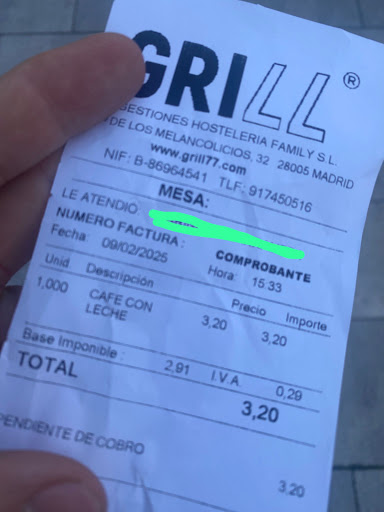 GRILL ®
GESTIONES HOSTELERIA FAMILY S.L.
DE LOS MELANCOLICIOS, 32 28005 MADRID
www.grill77.com
NIF: B-86964541 TLF: 917450516
MESA:
LE ATENDIO
NUMERO FACTURA : COMPROBANTE
Fecha: 09/02/2025 Hora: 15:33
Unid Descripción Precio Importe
1,000 CAFE CON LECHE 3,20 3,20
Base Imponible : 2,91 I.V.A. 0,29
TOTAL 3,20
PENDIENTE DE COBRO
3,20